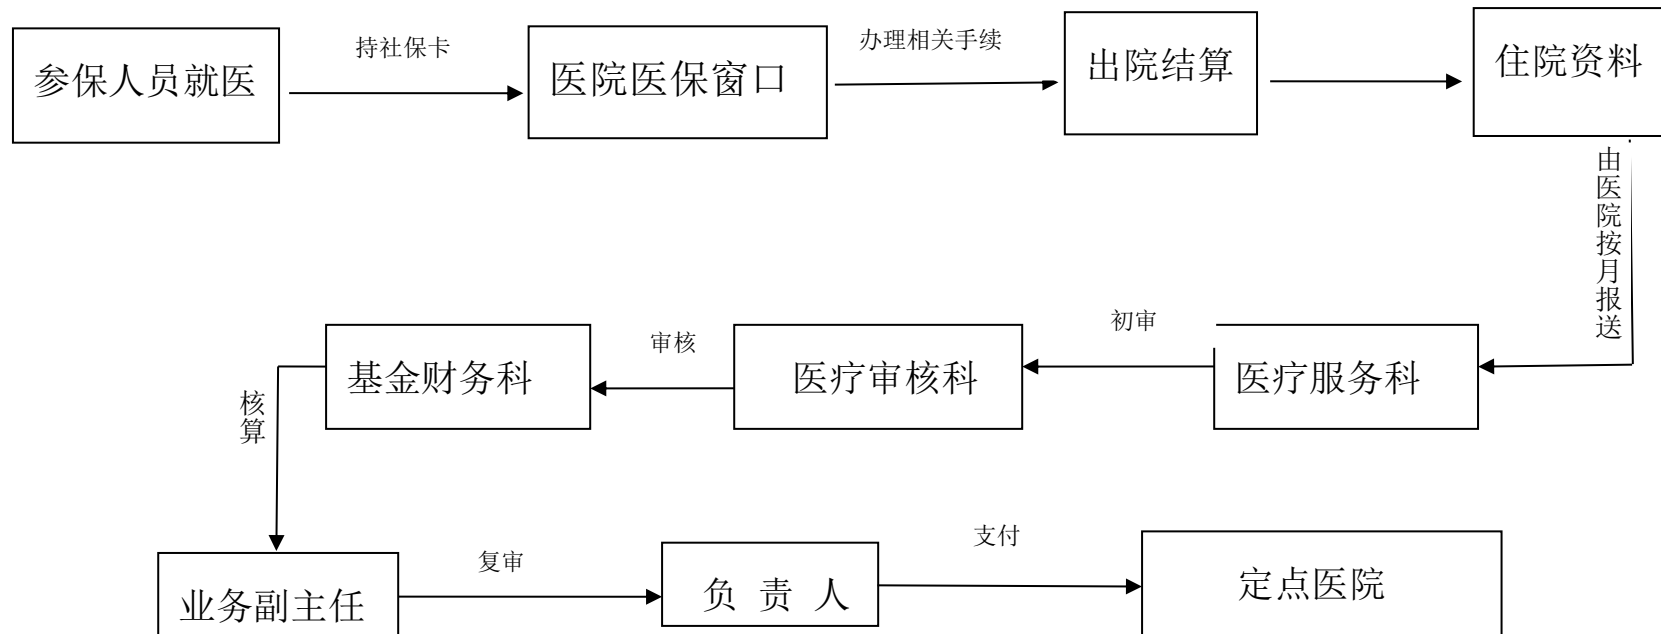 参保人员就医
持社保卡
医院医保窗口
办理相关手续
出院结算
住院资料
由医院按月报送
医疗服务科
初审
医疗审核科
审核
基金财务科
核算
业务副主任
复审
负 责 人
支付
定点医院